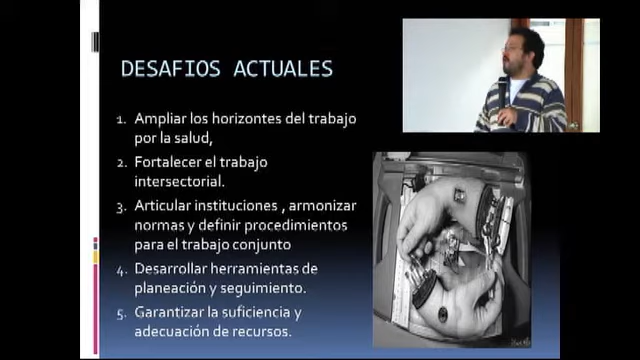 DESAFIOS ACTUALES
1. Ampliar los horizontes del trabajo
por la salud,
2. Fortalecer el trabajo
intersectorial.
3. Articular instituciones , armonizar
normas y definir procedimientos
para el trabajo conjunto
4. Desarrollar herramientas de
planeación y seguimiento.
5. Garantizar la suficiencia y
adecuación de recursos.